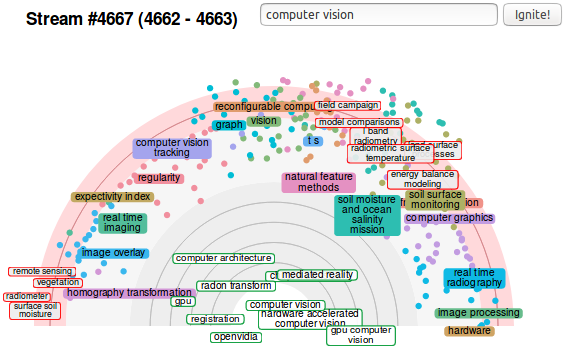 Stream #4667 (4662 - 4663)
computer vision
Ignite!
reconfigurable compu
field campaign
graph
vision
model comparisons
l band
radiometry
surface
esses
t s
computer vision
tracking
radiometric surface
temperature
regularity
natural feature
methods
energy balance
modeling
expectivity index
soil surface
monitoring
ion
real time
imaging
soil moisture
and ocean
salinity
mission
computer graphics
image overlay
computer architecture
remote sensing
mediated reality
real time
radiography
vegetation
radon transform
homography transformation
radiometer
gpu
surface soil
moisture
computer vision
registration
hardware accelerated
computer vision
image processing
openvidia
gpu computer
vision
hardware